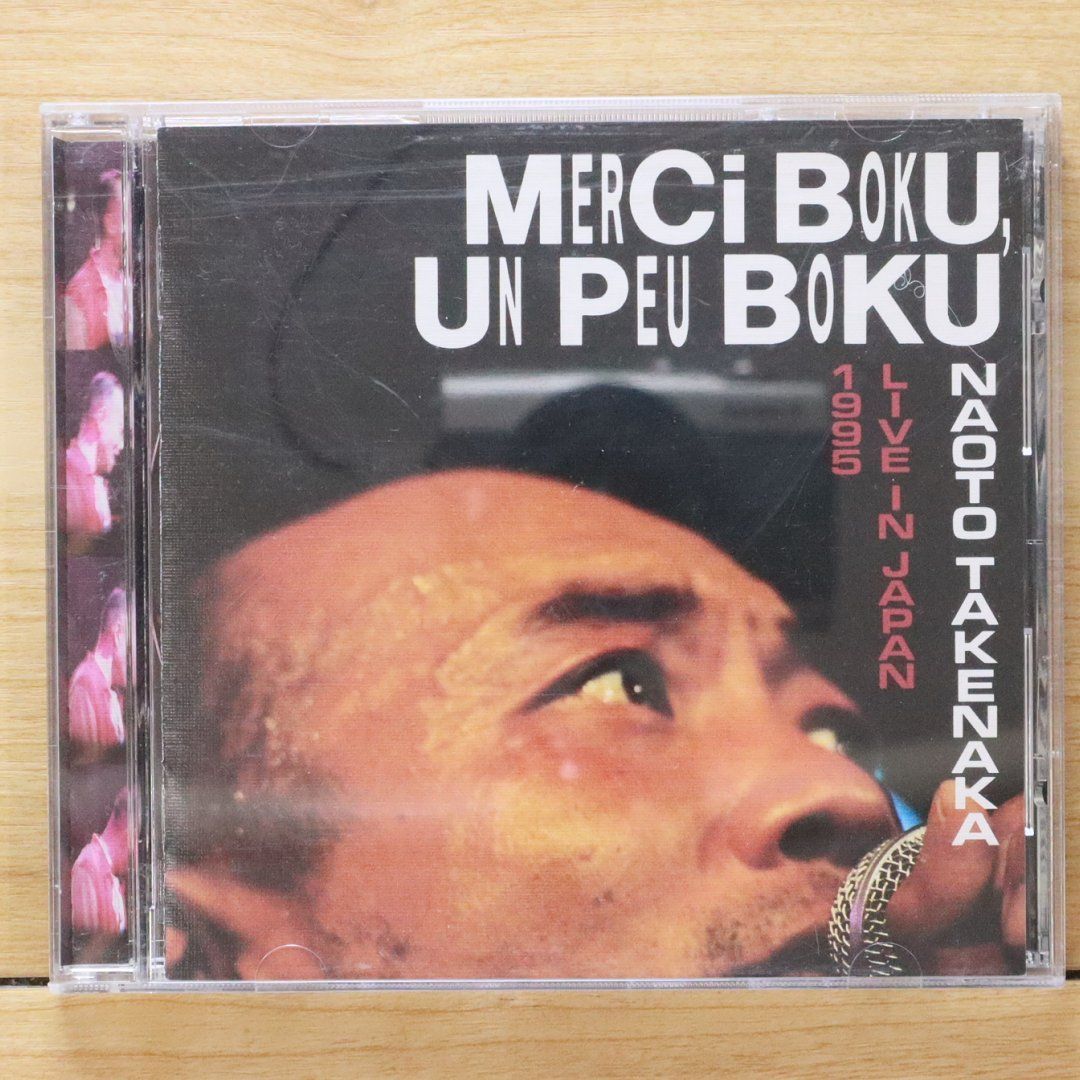 MERCi BOKU,
UN PEU BOKU
NAOTO TAKENAKA
LIVE IN JAPAN
1995